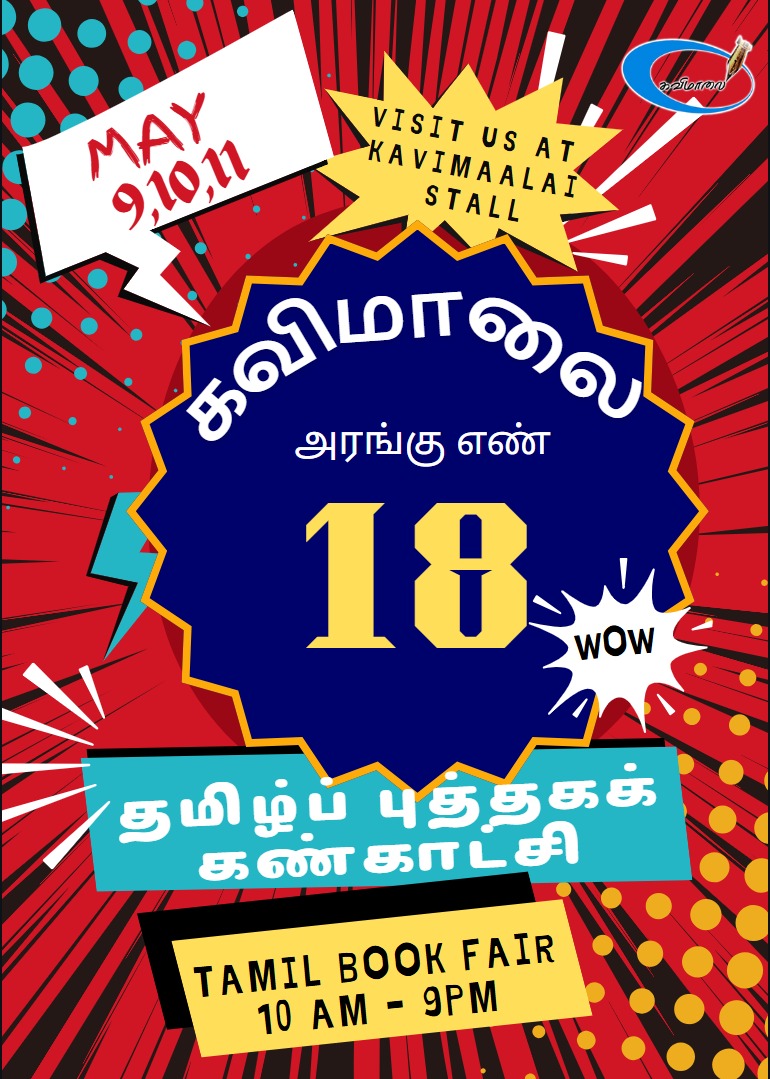 MAY
9,10,11
VISIT US AT
KAVIMAALAI
STALL
கவிமாலை
கவிமாலை
அரங்கு எண்
18
WOW
தமிழ்ப் புத்தகக்
கண்காட்சி
TAMIL BOOK FAIR
10 AM - 9PM